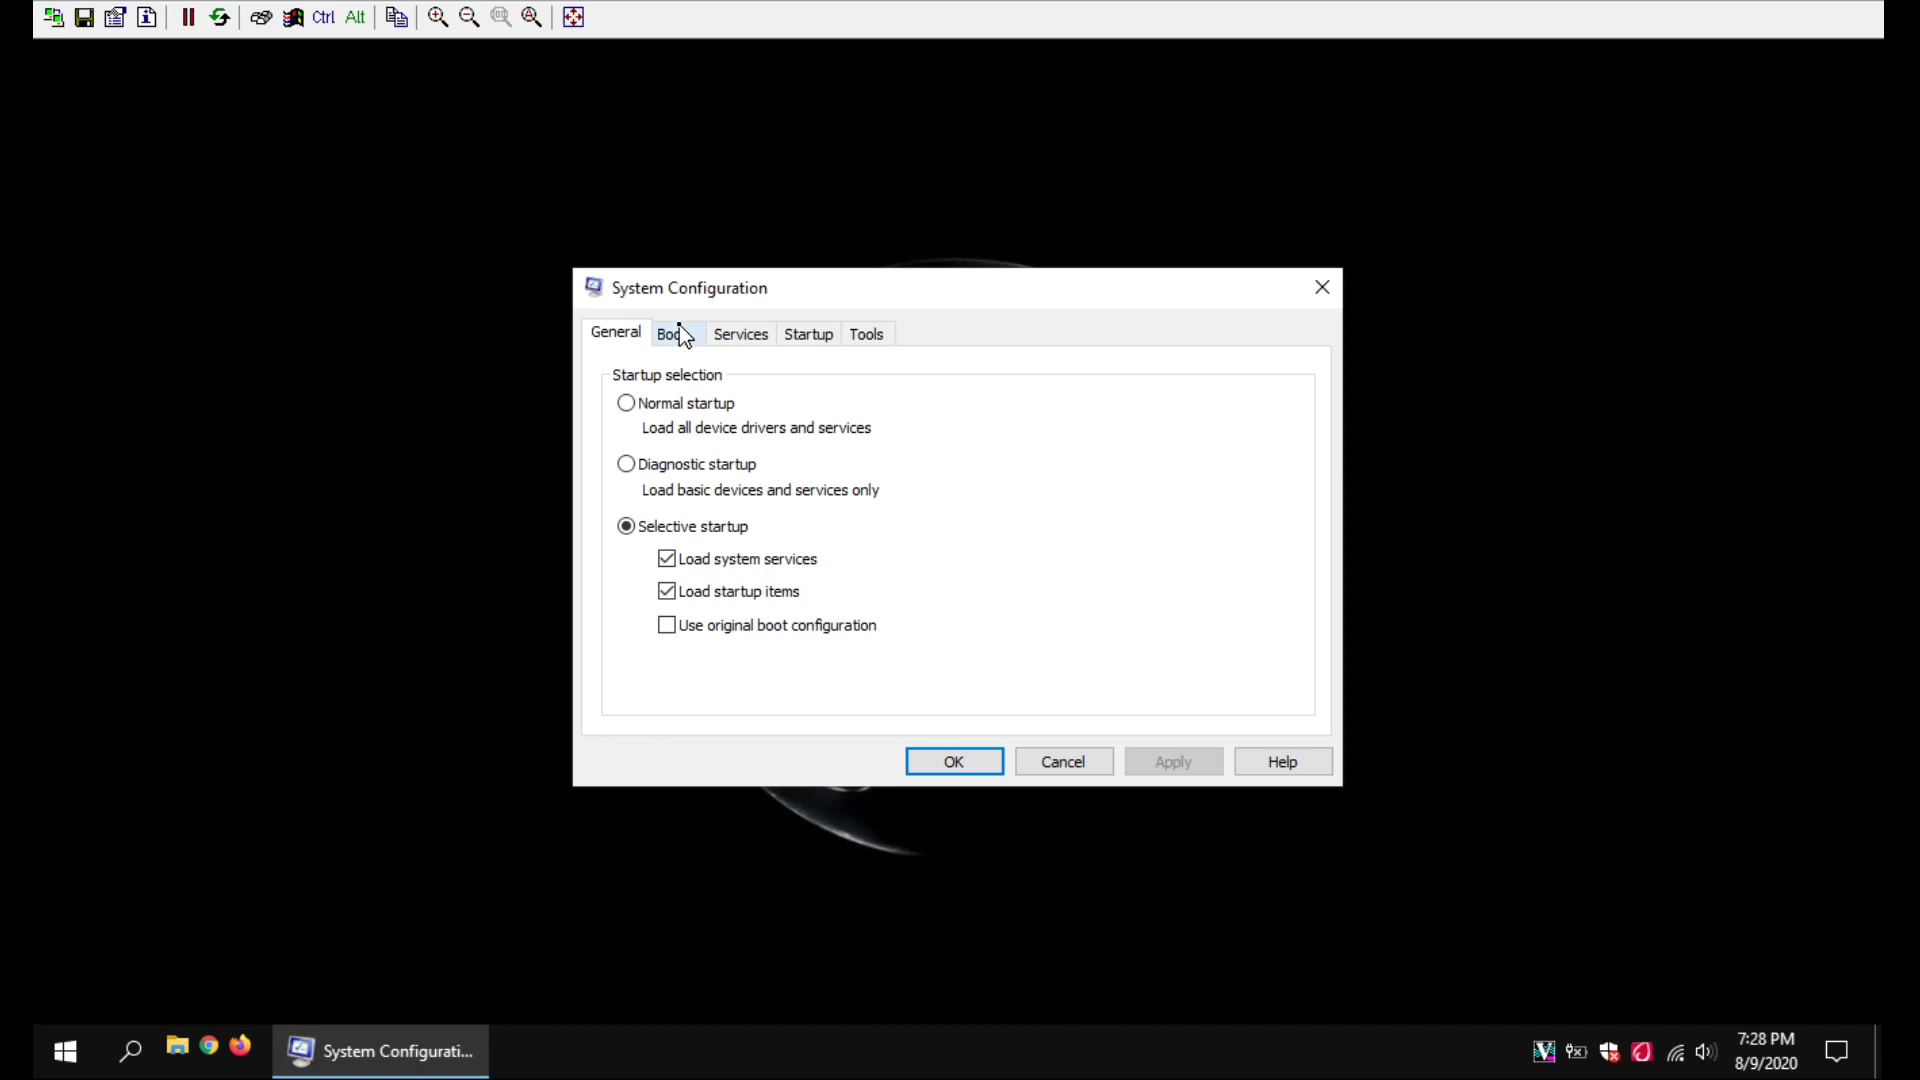 Ctrl Alt
System Configuration
General Services Startup Tools
Startup selection
Normal startup
Load all device drivers and services
Diagnostic startup
Load basic devices and services only
Selective startup
Load system services
Load startup items
Use original boot configuration
OK Cancel Apply Help
System Configurati...
7:28 PM
8/9/2020